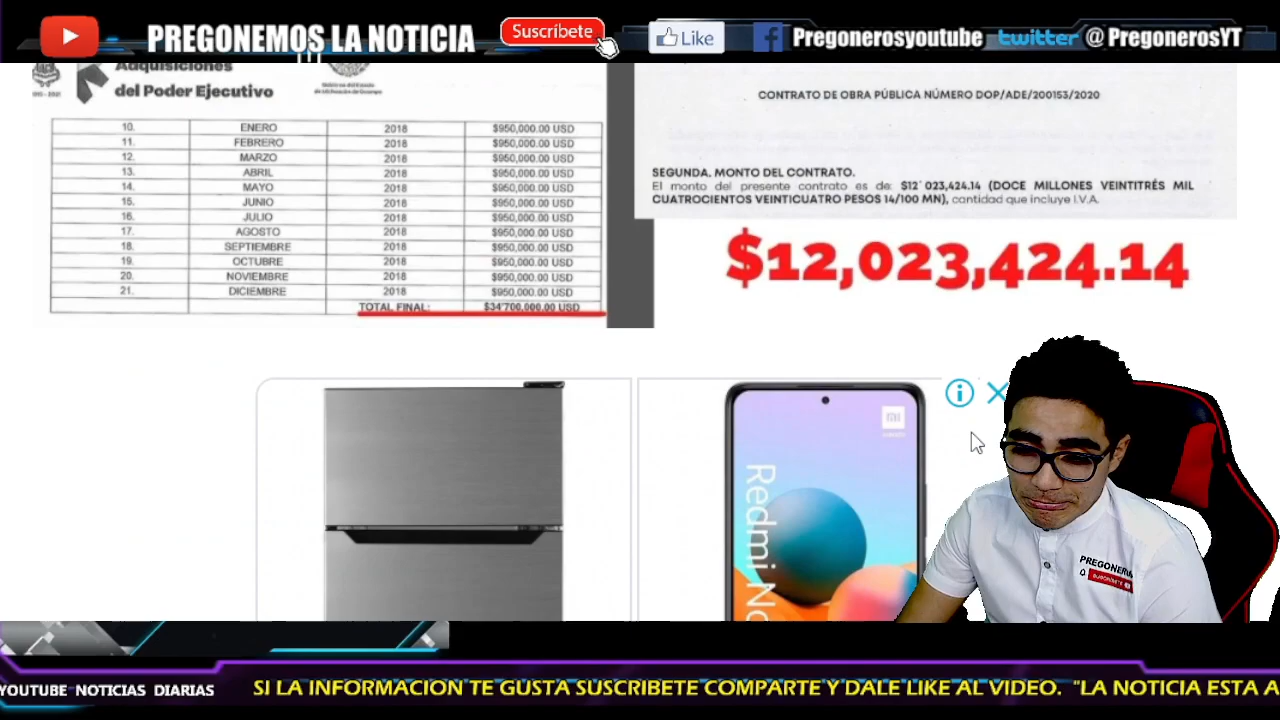 PREGONEMOS LA NOTICIA
Suscríbete
Like
Pregonerosyoutube
twitter
@PregonerosYT
Adquisiciones
del Poder Ejecutivo
10. ENERO 2018 $950,000.00 USD
11. FEBRERO 2018 $950,000.00 USD
12. MARZO 2018 $950,000.00 USD
13. ABRIL 2018 $950,000.00 USD
14. MAYO 2018 $950,000.00 USD
15. JUNIO 2018 $950,000.00 USD
16. JULIO 2018 $950,000.00 USD
17. AGOSTO 2018 $950,000.00 USD
18. SEPTIEMBRE 2018 $950,000.00 USD
19. OCTUBRE 2018 $950,000.00 USD
20. NOVIEMBRE 2018 $950,000.00 USD
21. DICIEMBRE 2018 $950,000.00 USD
TOTAL FINAL: $34'700,000.00 USD
CONTRATO DE OBRA PÚBLICA NÚMERO DOP/ADE/200153/2020
SEGUNDA. MONTO DEL CONTRATO.
El monto del presente contrato es de: $12' 023,424.14 (DOCE MILLONES VEINTITRÉS MIL
CUATROCIENTOS VEINTICUATRO PESOS 14/100 MN), cantidad que incluye I.V.A.
$12,023,424.14
mi
Redmi No
PREGONERO
YOUTUBE NOTICIAS DIARIAS
SI LA INFORMACION TE GUSTA SUSCRIBETE COMPARTE Y DALE LIKE AL VIDEO. "LA NOTICIA ESTA A